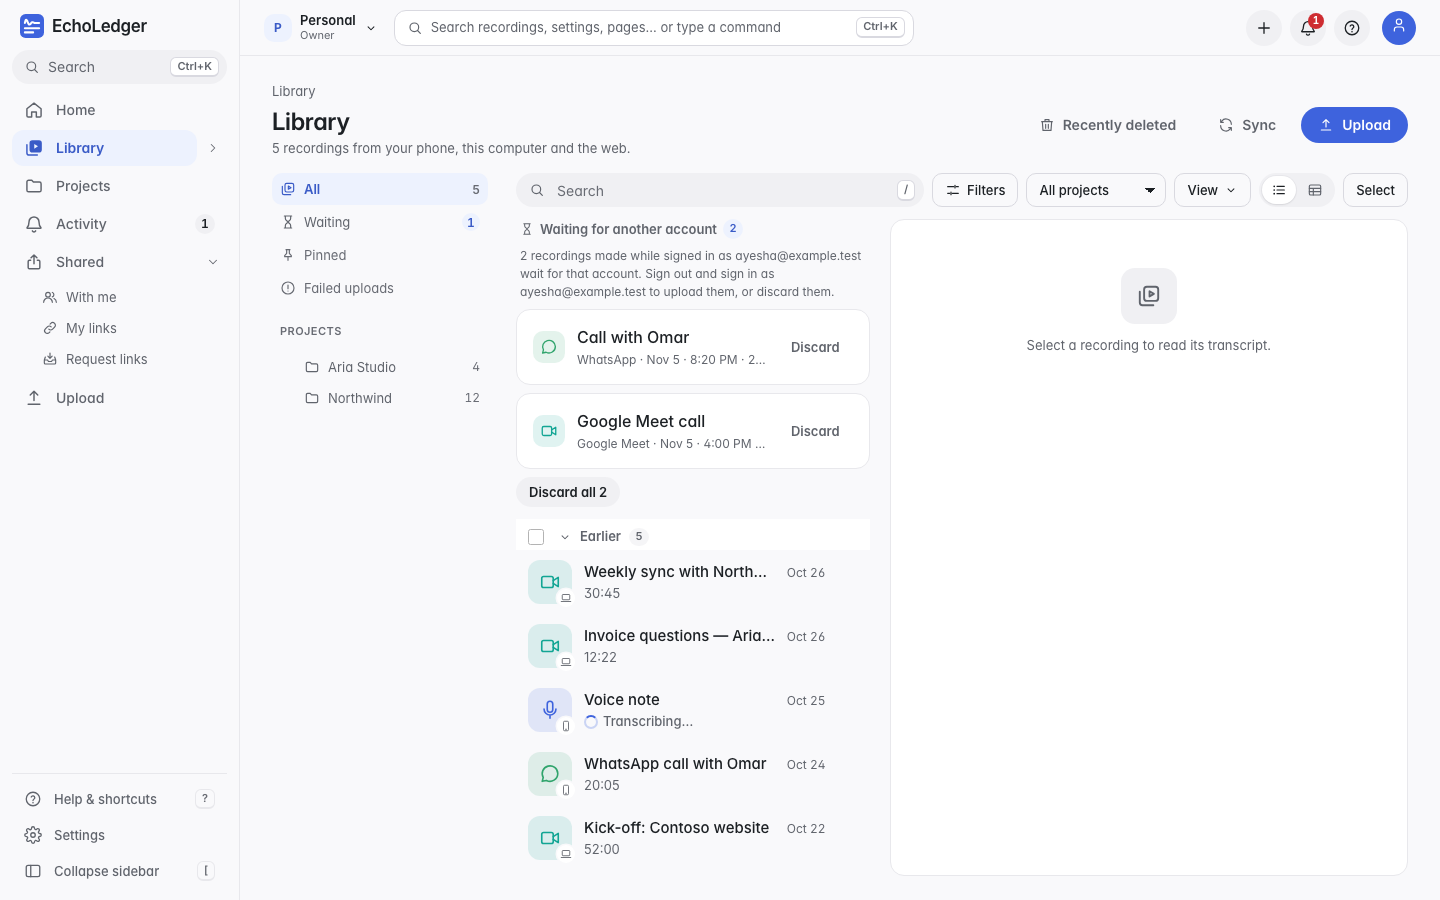 EchoLedger
Search
Ctrl+K
Home
Library
Projects
Activity
1
Shared
With me
My links
Request links
Upload
Help & shortcuts
?
Settings
Collapse sidebar
[
P
Personal
Owner
Search recordings, settings, pages... or type a command
Ctrl+K
1
Library
Library
5 recordings from your phone, this computer and the web.
Recently deleted
Sync
Upload
All
5
Waiting
1
Pinned
Failed uploads
PROJECTS
Aria Studio
4
Northwind
12
Search
/
Filters
All projects
View
Select
Waiting for another account
2
2 recordings made while signed in as ayesha@example.test
wait for that account. Sign out and sign in as
ayesha@example.test to upload them, or discard them.
Call with Omar
WhatsApp · Nov 5 · 8:20 PM · 2...
Discard
Google Meet call
Google Meet · Nov 5 · 4:00 PM ...
Discard
Discard all 2
Earlier
5
Weekly sync with North...
Oct 26
30:45
Invoice questions — Aria...
Oct 26
12:22
Voice note
Oct 25
Transcribing...
WhatsApp call with Omar
Oct 24
20:05
Kick-off: Contoso website
Oct 22
52:00
Select a recording to read its transcript.